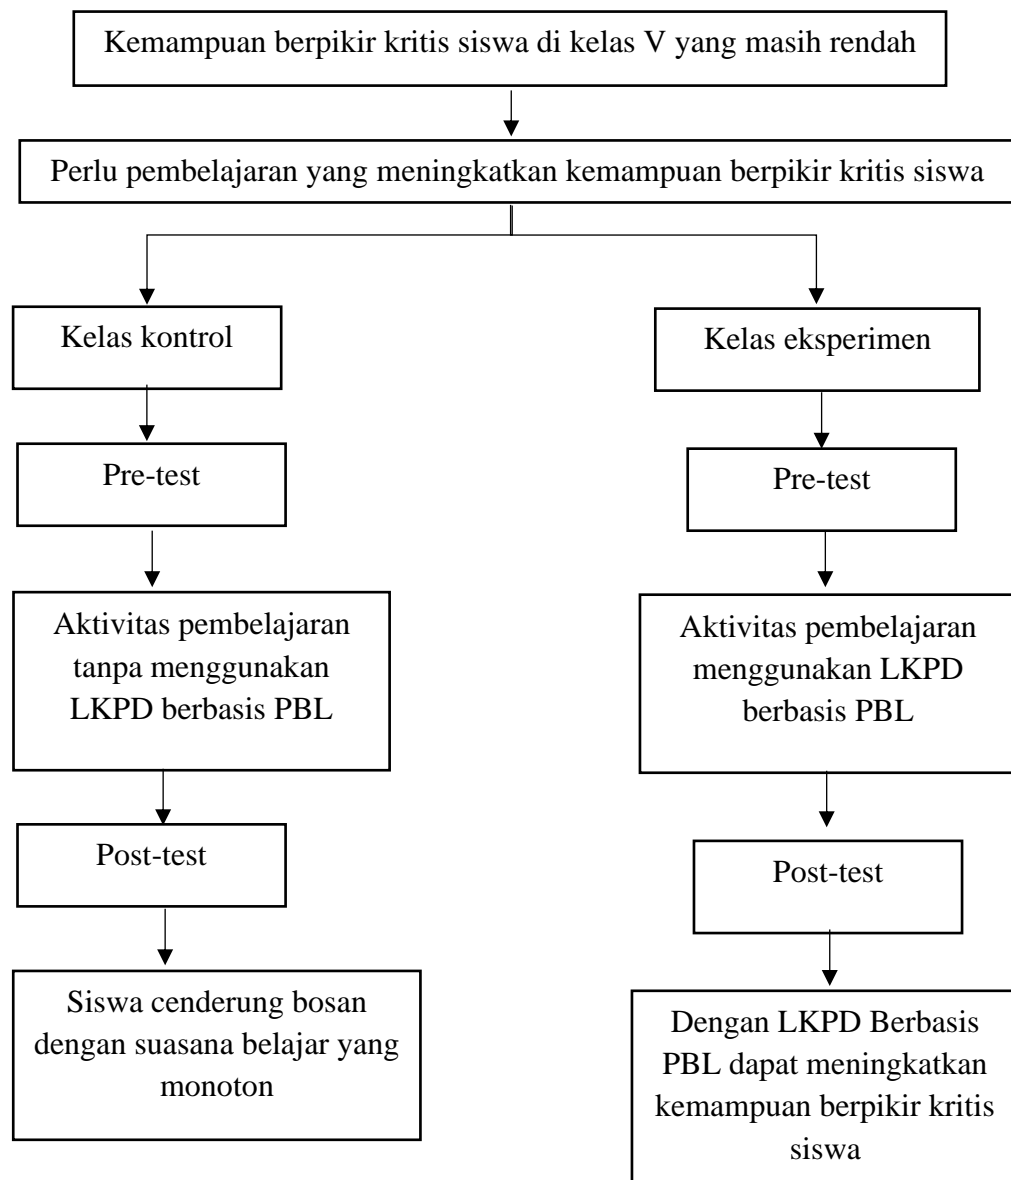 Kemampuan berpikir kritis siswa di kelas V yang masih rendah
Perlu pembelajaran yang meningkatkan kemampuan berpikir kritis siswa
Kelas kontrol
Kelas eksperimen
Pre-test
Pre-test
Aktivitas pembelajaran
tanpa menggunakan
LKPD berbasis PBL
Aktivitas pembelajaran
menggunakan LKPD
berbasis PBL
Post-test
Post-test
Siswa cenderung bosan
dengan suasana belajar yang
monoton
Dengan LKPD Berbasis
PBL dapat meningkatkan
kemampuan berpikir kritis
siswa